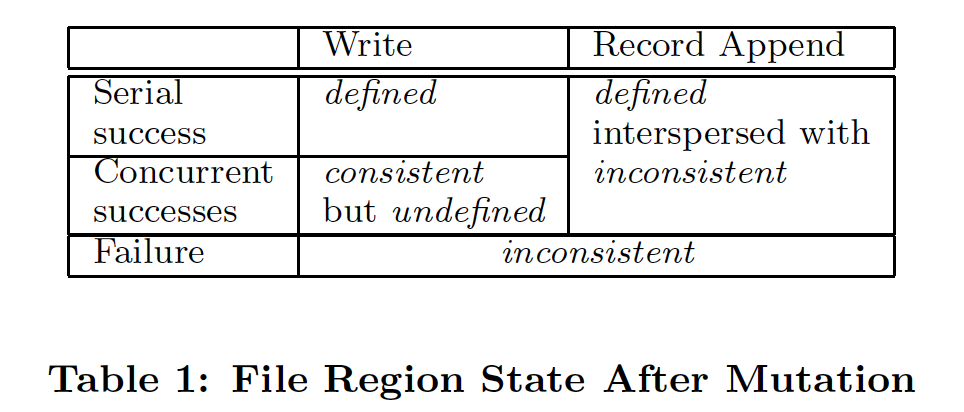 Write Record Append
Serial defined defined
success interspersed with
Concurrent consistent inconsistent
successes but undefined
Failure inconsistent
Table 1: File Region State After Mutation